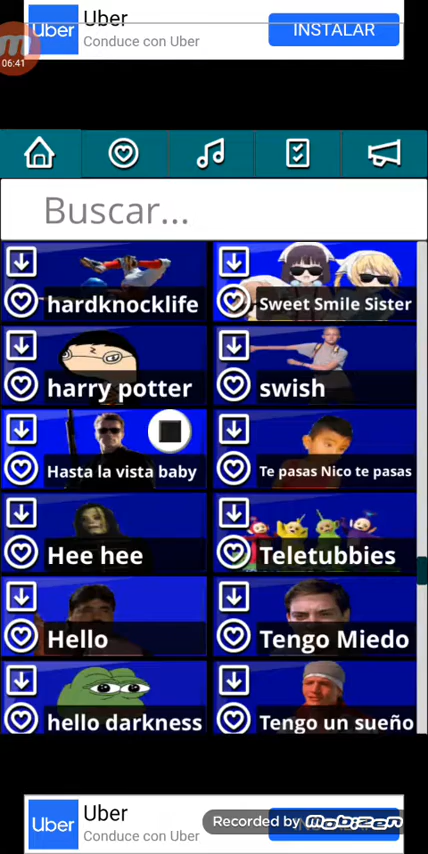 Uber
Uber
Conduce con Uber
INSTALAR
06:41
Buscar...
hardknocklife
Sweet Smile Sister
harry potter
swish
Hasta la vista baby
Te pasas Nico te pasas
Hee hee
Teletubbies
Hello
Tengo Miedo
hello darkness
Tengo un sueño
Uber
Uber
Conduce con Uber
Recorded by Mobizen